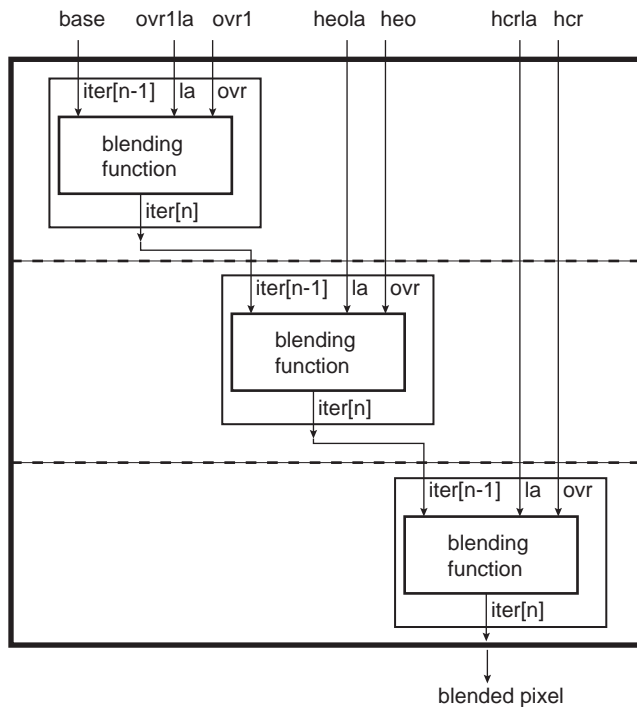 base ovr1la ovr1 heola heo hcrla hcr
iter[n-1] la ovr
blending
function
iter[n]
iter[n-1] la ovr
blending
function
iter[n]
iter[n-1] la ovr
blending
function
iter[n]
blended pixel